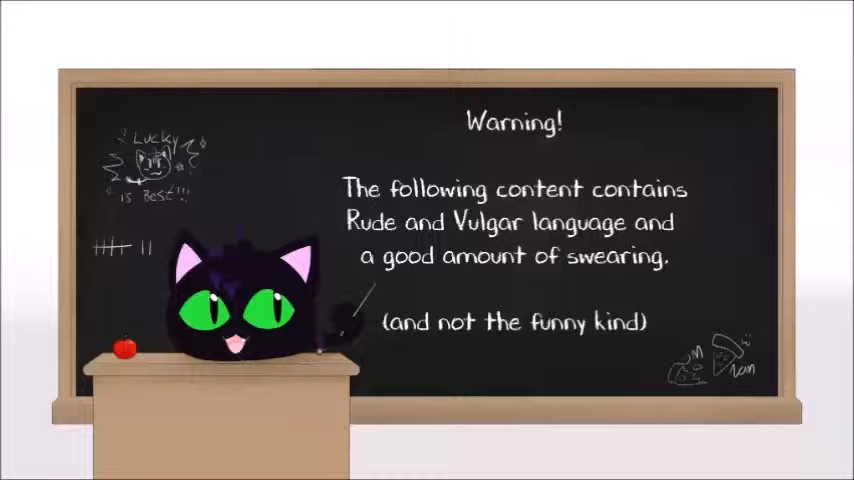 Lucky
is Best!!!
Warning!
The following content contains
Rude and Vulgar language and
a good amount of swearing.
(and not the funny kind)
Nom